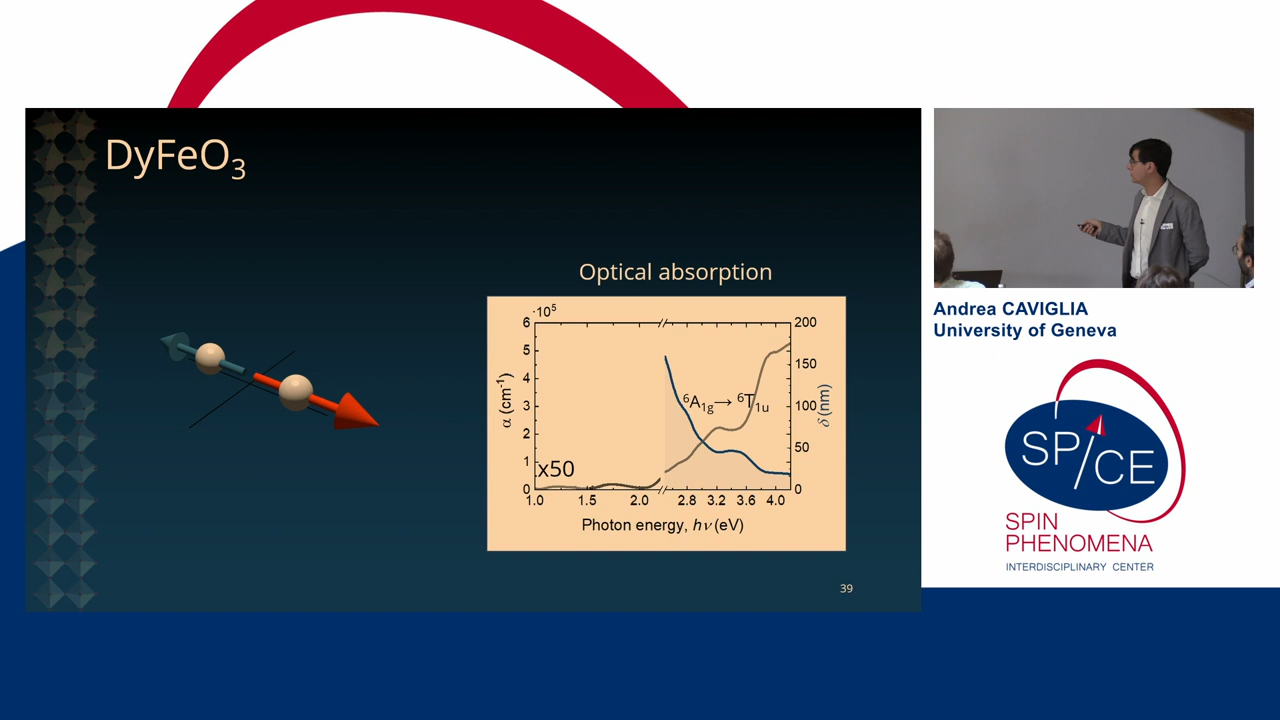 DyFeO3
Optical absorption
·10⁵
6
5
4
3
2
1
0
α (cm⁻¹)
x50
⁶A1g→ ⁶T1u
200
150
100
50
0
δ (nm)
1.0 1.5 2.0 2.8 3.2 3.6 4.0
Photon energy, hν (eV)
39
Andrea CAVIGLIA
University of Geneva
SP/CE
SPIN
PHENOMENA
INTERDISCIPLINARY CENTER